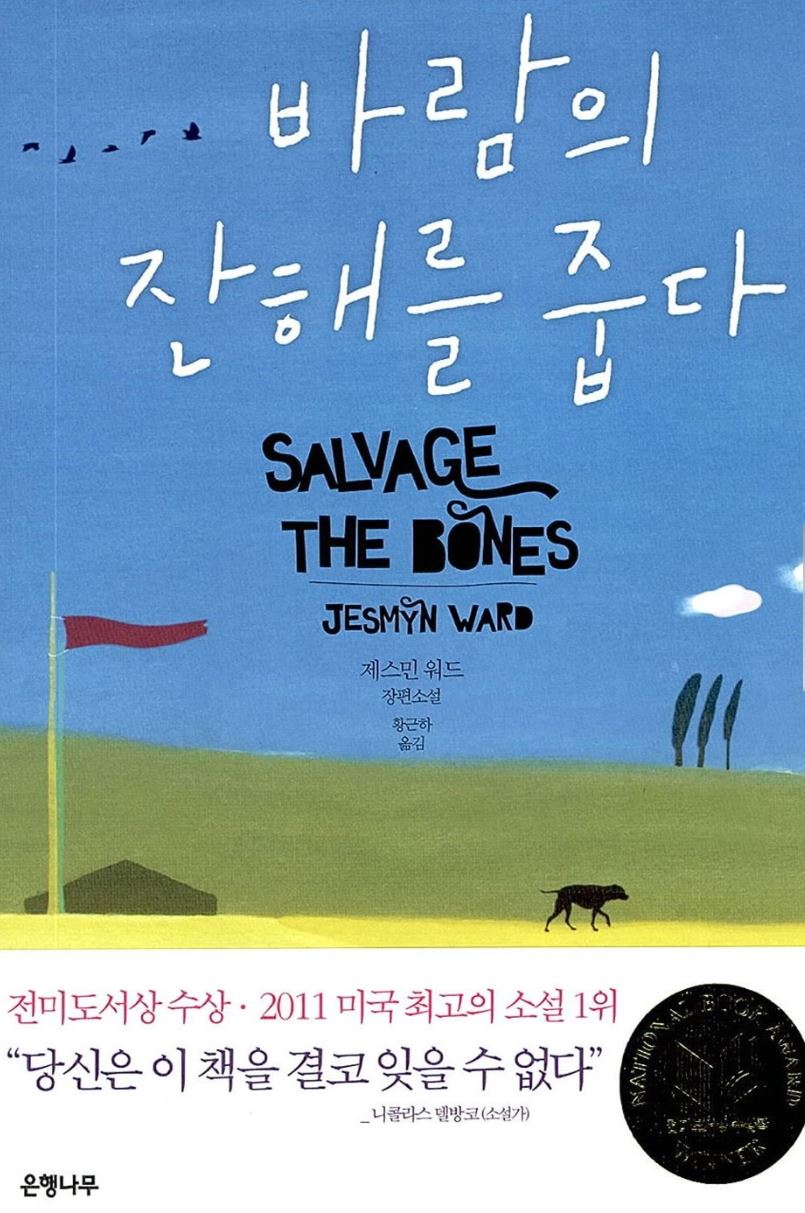 바람의
잔해를 줍다
SALVAGE
THE BONES
JESMYN WARD
제스민 워드
장편소설
황근하
옮김
전미도서상 수상 · 2011 미국 최고의 소설 1위
“당신은 이 책을 결코 잊을 수 없다”
_ 니콜라스 델방코(소설가)
NATIONAL BOOK AWARD
WINNER
은행나무